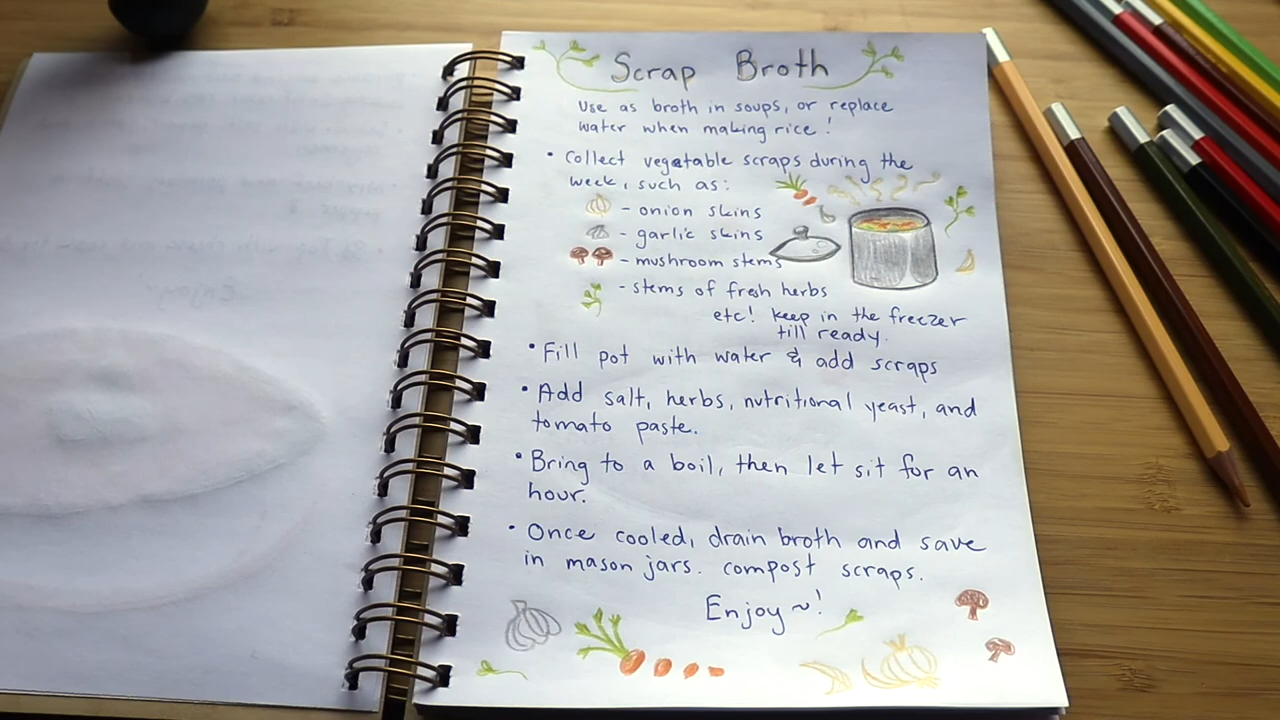 Scrap Broth
Use as broth in soups, or replace
water when making rice!
• Collect vegetable scraps during the
week, such as:
- onion skins
- garlic skins
- mushroom stems
- stems of fresh herbs
etc! keep in the freezer
till ready.
• Fill pot with water & add scraps
• Add salt, herbs, nutritional yeast, and
tomato paste.
• Bring to a boil, then let sit for an
hour.
• Once cooled, drain broth and save
in mason jars. compost scraps.
Enjoy ~!